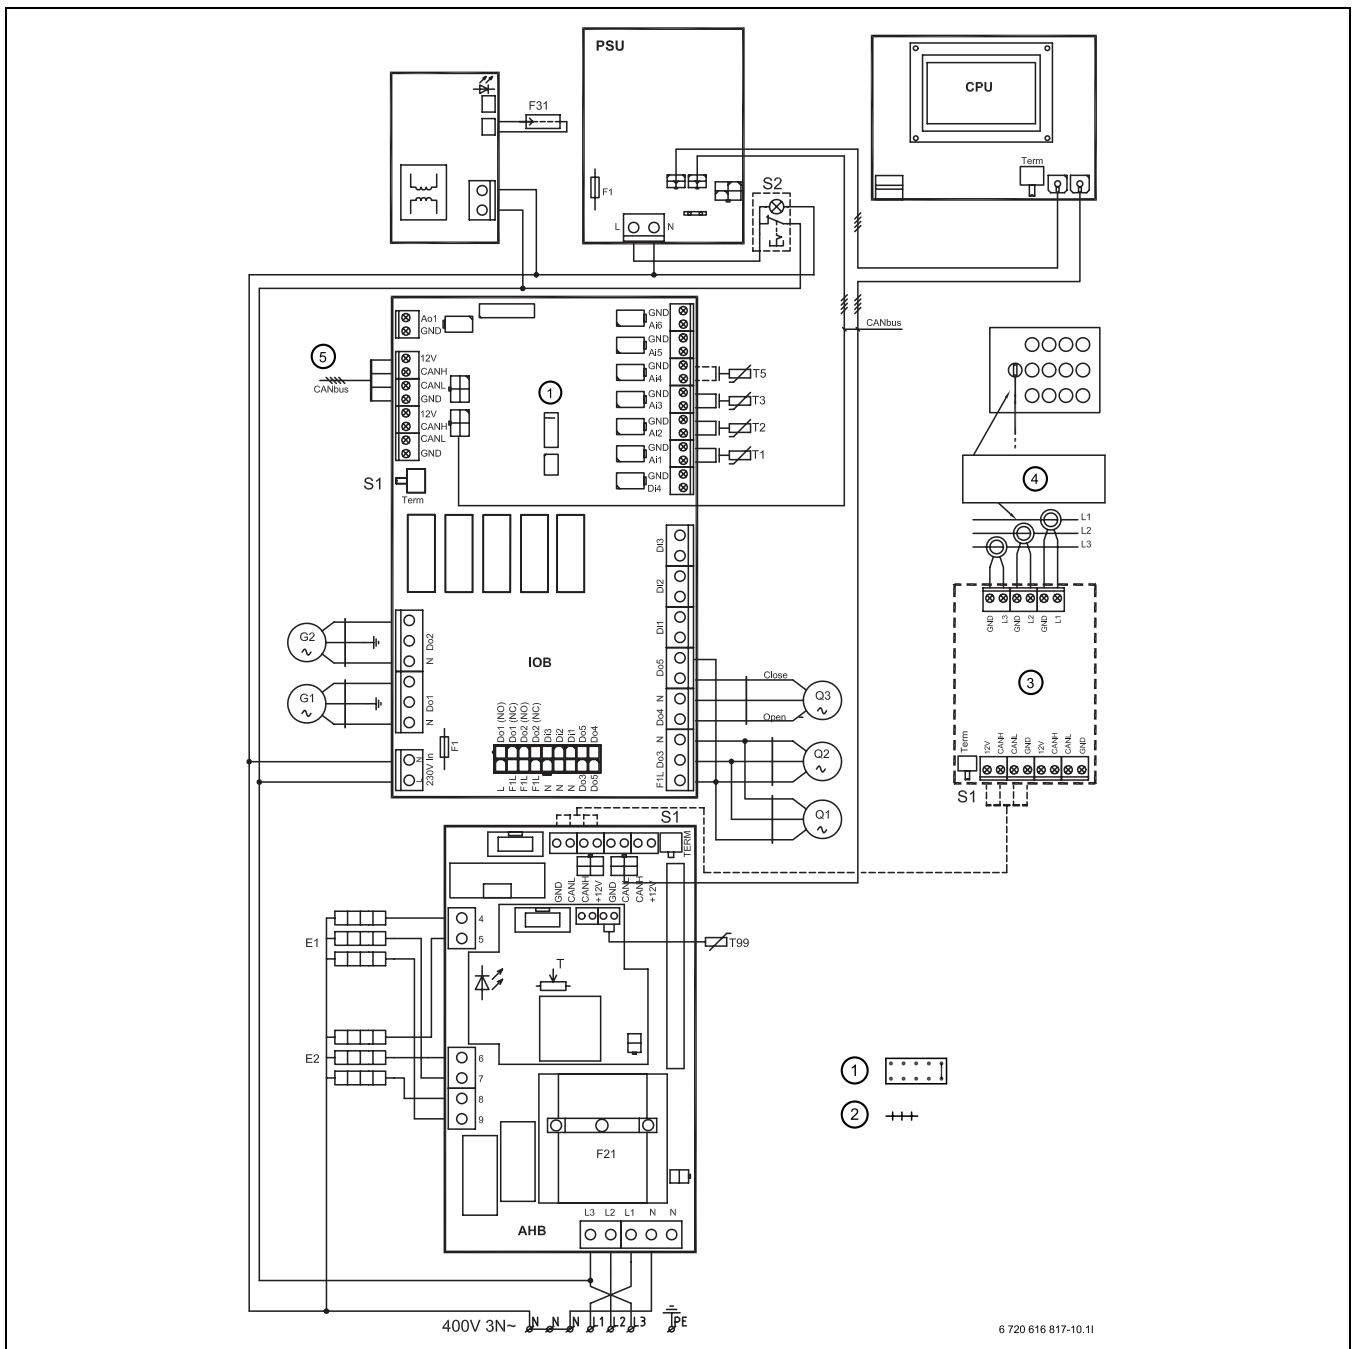 PSU
CPU
F31
Term
F1
S2
L
N
Ao1
GND
GND
Ai6
CANbus
5
12V
CANH
CANL
GND
CANbus
12V
CANH
CANL
GND
1
Ai5
GND
Ai4
T5
GND
Ai3
T3
GND
Ai2
T2
GND
Ai1
T1
GND
Di4
S1
Term
4
L1
L2
L3
Di3
Di2
Di1
Do5
N
Do4
N
Do3
F1L
GND
L3
GND
L2
GND
L1
3
G2
Do2
N
G1
Do1
N
IOB
Close
Q3
Open
Q2
Q1
Do1 (NO)
Do1 (NC)
Do2 (NO)
Do2 (NC)
Di3
Di2
Di1
Do5
Do4
F1
N
L
230V In
L
F1L
F1L
F1L
N
N
N
Do3
Do5
Term
12V
CANH
CANL
GND
12V
CANH
CANL
GND
S1
S1
TERM
GND
CANL
CANH
+12V
GND
CANL
CANH
+12V
E1
4
5
T99
T
E2
6
7
8
9
1
2
F21
L3 L2 L1 N N
AHB
400V 3N~ N N N L1 L2 L3 PE
6 720 616 817-10.1I